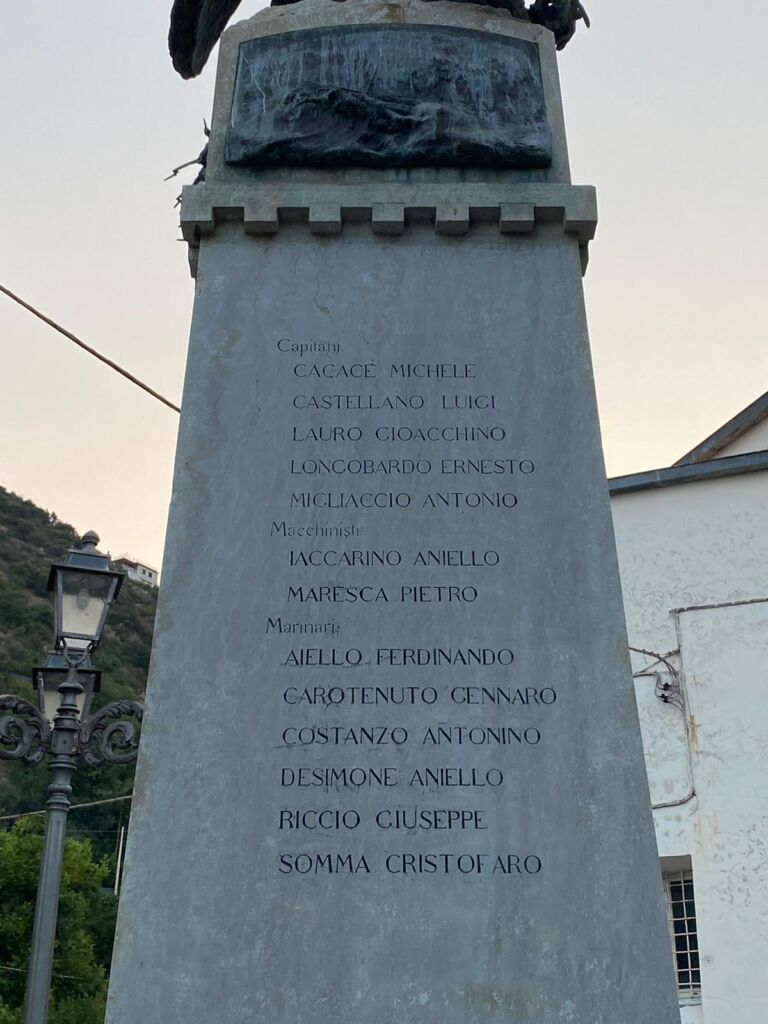 Capitani
CACACE MICHELE
CASTELLANO LUIGI
LAURO GIOACCHINO
LONGOBARDO ERNESTO
MIGLIACCIO ANTONIO
Macchinisti
IACCARINO ANIELLO
MARESCA PIETRO
Marinari:
AIELLO FERDINANDO
CAROTENUTO GENNARO
COSTANZO ANTONINO
DESIMONE ANIELLO
RICCIO GIUSEPPE
SOMMA CRISTOFARO